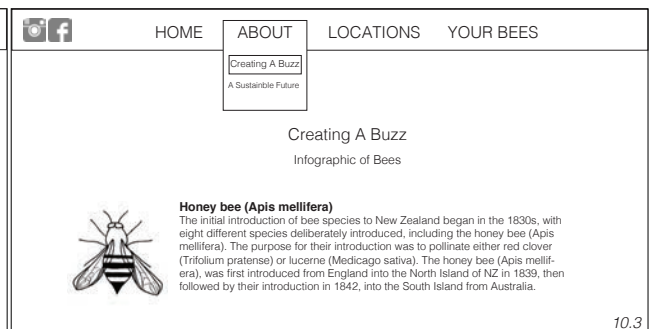 HOME ABOUT LOCATIONS YOUR BEES
Creating A Buzz
A Sustainble Future
Creating A Buzz
Infographic of Bees
Honey bee (Apis mellifera)
The initial introduction of bee species to New Zealand began in the 1830s, with
eight different species deliberately introduced, including the honey bee (Apis
mellifera). The purpose for their introduction was to pollinate either red clover
(Trifolium pratense) or lucerne (Medicago sativa). The honey bee (Apis mellif-
era), was first introduced from England into the North Island of NZ in 1839, then
followed by their introduction in 1842, into the South Island from Australia.
10.3